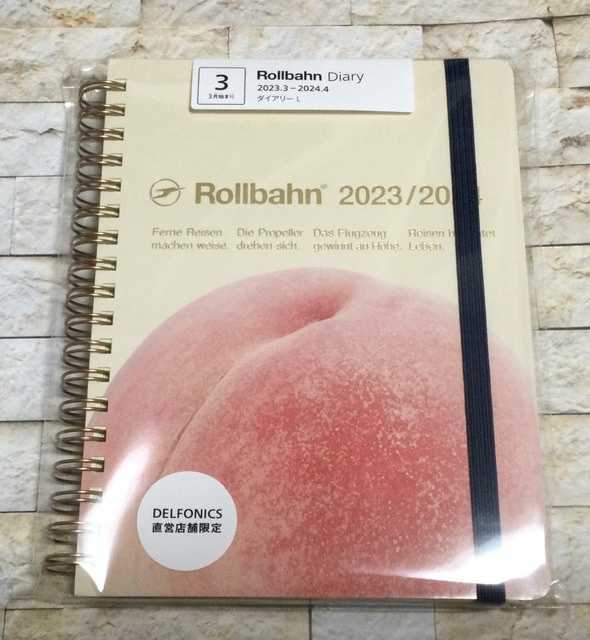 3
3月始まり
Rollbahn Diary
2023.3－2024.4
ダイアリー L
Rollbahn® 2023/2024
Ferne Reisen Die Propeller Das Flugzeug Reisen
machen weise. drehen sich. gewinnt an Höhe. Leben.
DELFONICS
直営店舗限定